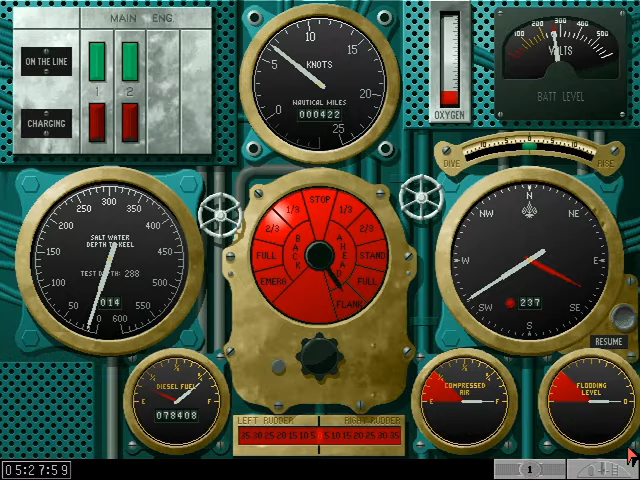 MAIN ENG
ON THE LINE
1 2
CHARGING
0 5 10 15 20 25
KNOTS
NAUTICAL MILES
000422
OXYGEN
100 200 300 400 500
VOLTS
BATT LEVEL
DIVE
RISE
0 50 100 150 200 250 300 350 400 450 500 550 600
SALT WATER
DEPTH TO KEEL
TEST DEPTH: 288
014
STOP
1/3 1/3
2/3 2/3
BACK
AHEAD
FULL
STAND
EMERG
FULL
FLANK
N
NW NE
W E
SW SE
S
237
RESUME
DIESEL FUEL
E F
078408
COMPRESSED
AIR
E F
FLOODING
LEVEL
LEFT RUDDER RIGHT RUDDER
35 30 25 20 15 10 5 0 5 10 15 20 25 30 35
05:27:59
1